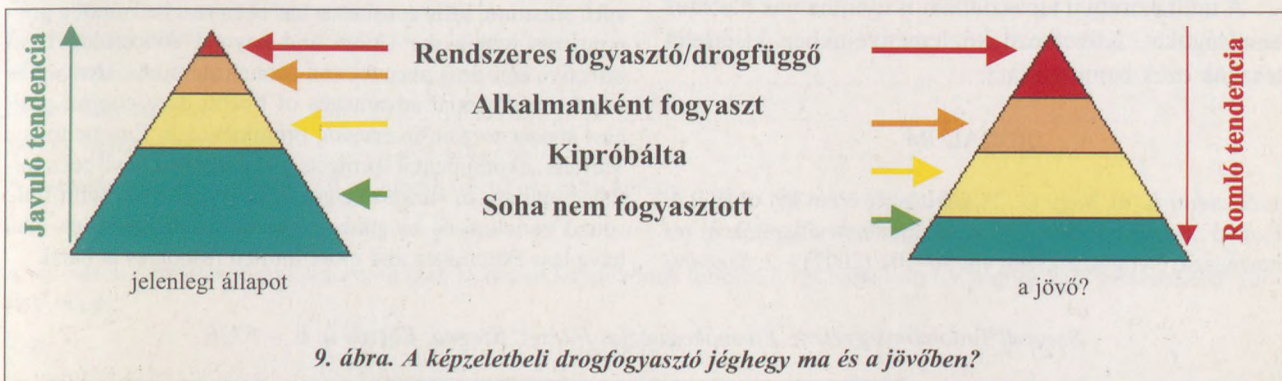 Javuló tendencia
Rendszeres fogyasztó/drogfüggő
Alkalmanként fogyaszt
Kipróbálta
Soha nem fogyasztott
Romló tendencia
jelenlegi állapot
a jövő?
9. ábra. A képzeletbeli drogfogyasztó jéghegy ma és a jövőben?